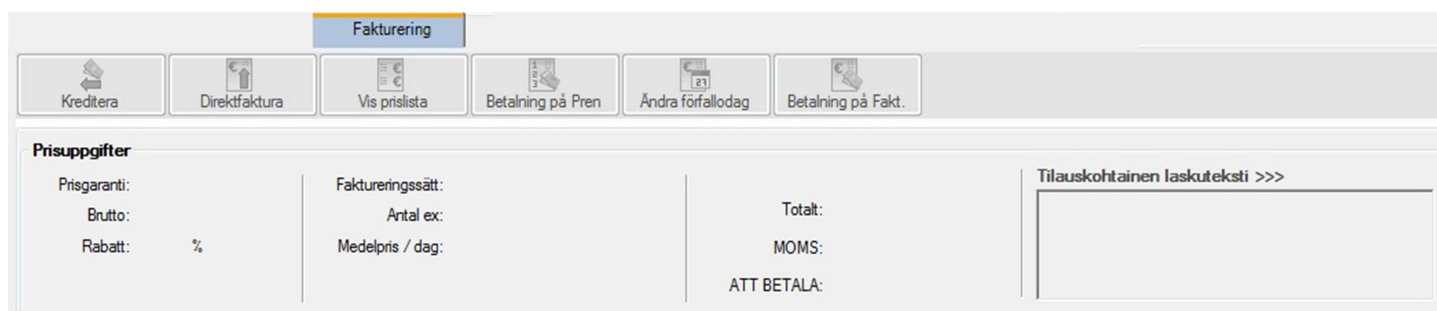 Fakturering
Kreditera
Direktfaktura
Vis prislista
Betalning på Pren
Ändra förfallodag
Betalning på Fakt.
Prisuppgifter
Prisgaranti:
Brutto:
Rabatt: %
Faktureringssätt:
Antal ex:
Medelpris / dag:
Totalt:
MOMS:
ATT BETALA:
Tilauskohtainen laskuteksti >>>